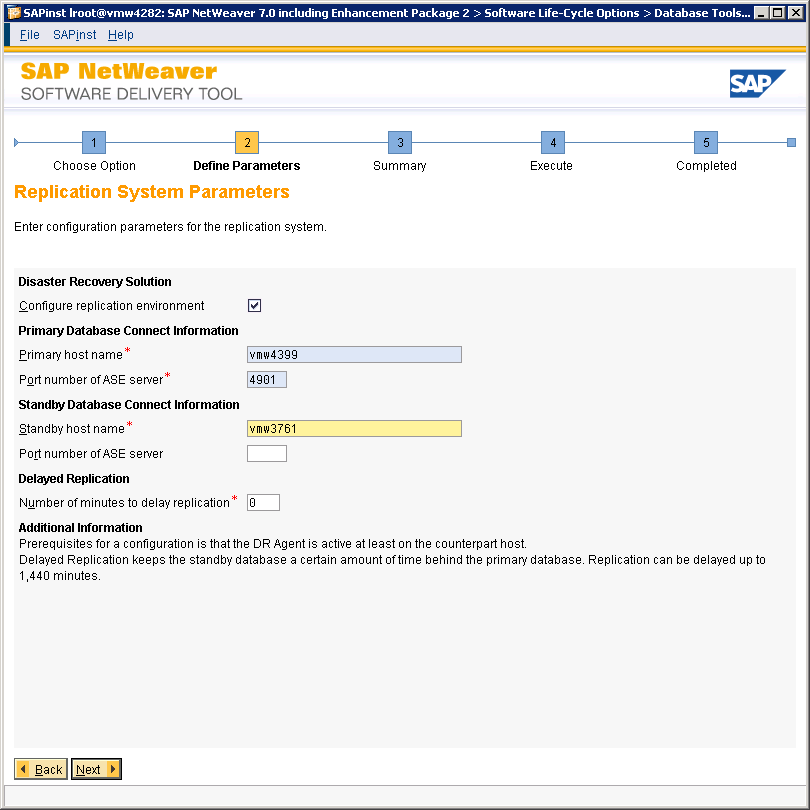 SAPinst lroot@vmw4282: SAP NetWeaver 7.0 including Enhancement Package 2 > Software Life-Cycle Options > Database Tools...
File SAPinst Help
SAP NetWeaver
SOFTWARE DELIVERY TOOL
SAP
1 2 3 4 5
Choose Option Define Parameters Summary Execute Completed
Replication System Parameters
Enter configuration parameters for the replication system.
Disaster Recovery Solution
Configure replication environment
Primary Database Connect Information
Primary host name* vmw4399
Port number of ASE server* 4901
Standby Database Connect Information
Standby host name* vmw3761
Port number of ASE server
Delayed Replication
Number of minutes to delay replication* 0
Additional Information
Prerequisites for a configuration is that the DR Agent is active at least on the counterpart host.
Delayed Replication keeps the standby database a certain amount of time behind the primary database. Replication can be delayed up to
1,440 minutes.
Back Next